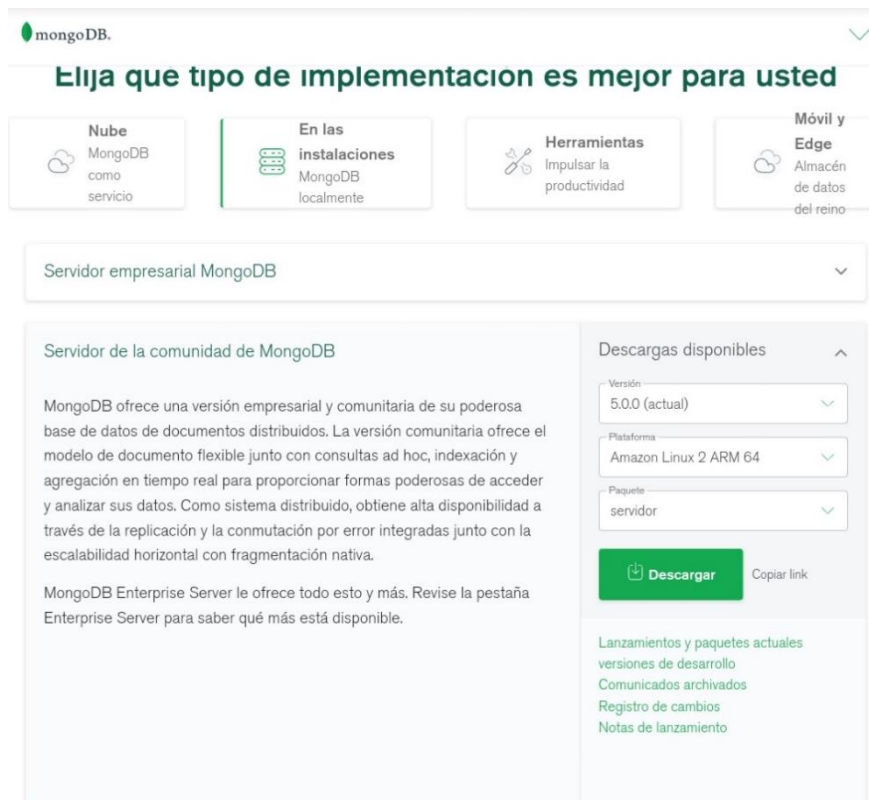 mongoDB.
Elija qué tipo de implementación es mejor para usted
Nube
MongoDB
como
servicio
En las
instalaciones
MongoDB
localmente
Herramientas
Impulsar la
productividad
Móvil y
Edge
Almacén
de datos
del reino
Servidor empresarial MongoDB
Servidor de la comunidad de MongoDB
MongoDB ofrece una versión empresarial y comunitaria de su poderosa
base de datos de documentos distribuidos. La versión comunitaria ofrece el
modelo de documento flexible junto con consultas ad hoc, indexación y
agregación en tiempo real para proporcionar formas poderosas de acceder
y analizar sus datos. Como sistema distribuido, obtiene alta disponibilidad a
través de la replicación y la conmutación por error integradas junto con la
escalabilidad horizontal con fragmentación nativa.
MongoDB Enterprise Server le ofrece todo esto y más. Revise la pestaña
Enterprise Server para saber qué más está disponible.
Descargas disponibles
Versión
5.0.0 (actual)
Plataforma
Amazon Linux 2 ARM 64
Paquete
servidor
Descargar
Copiar link
Lanzamientos y paquetes actuales
versiones de desarrollo
Comunicados archivados
Registro de cambios
Notas de lanzamiento